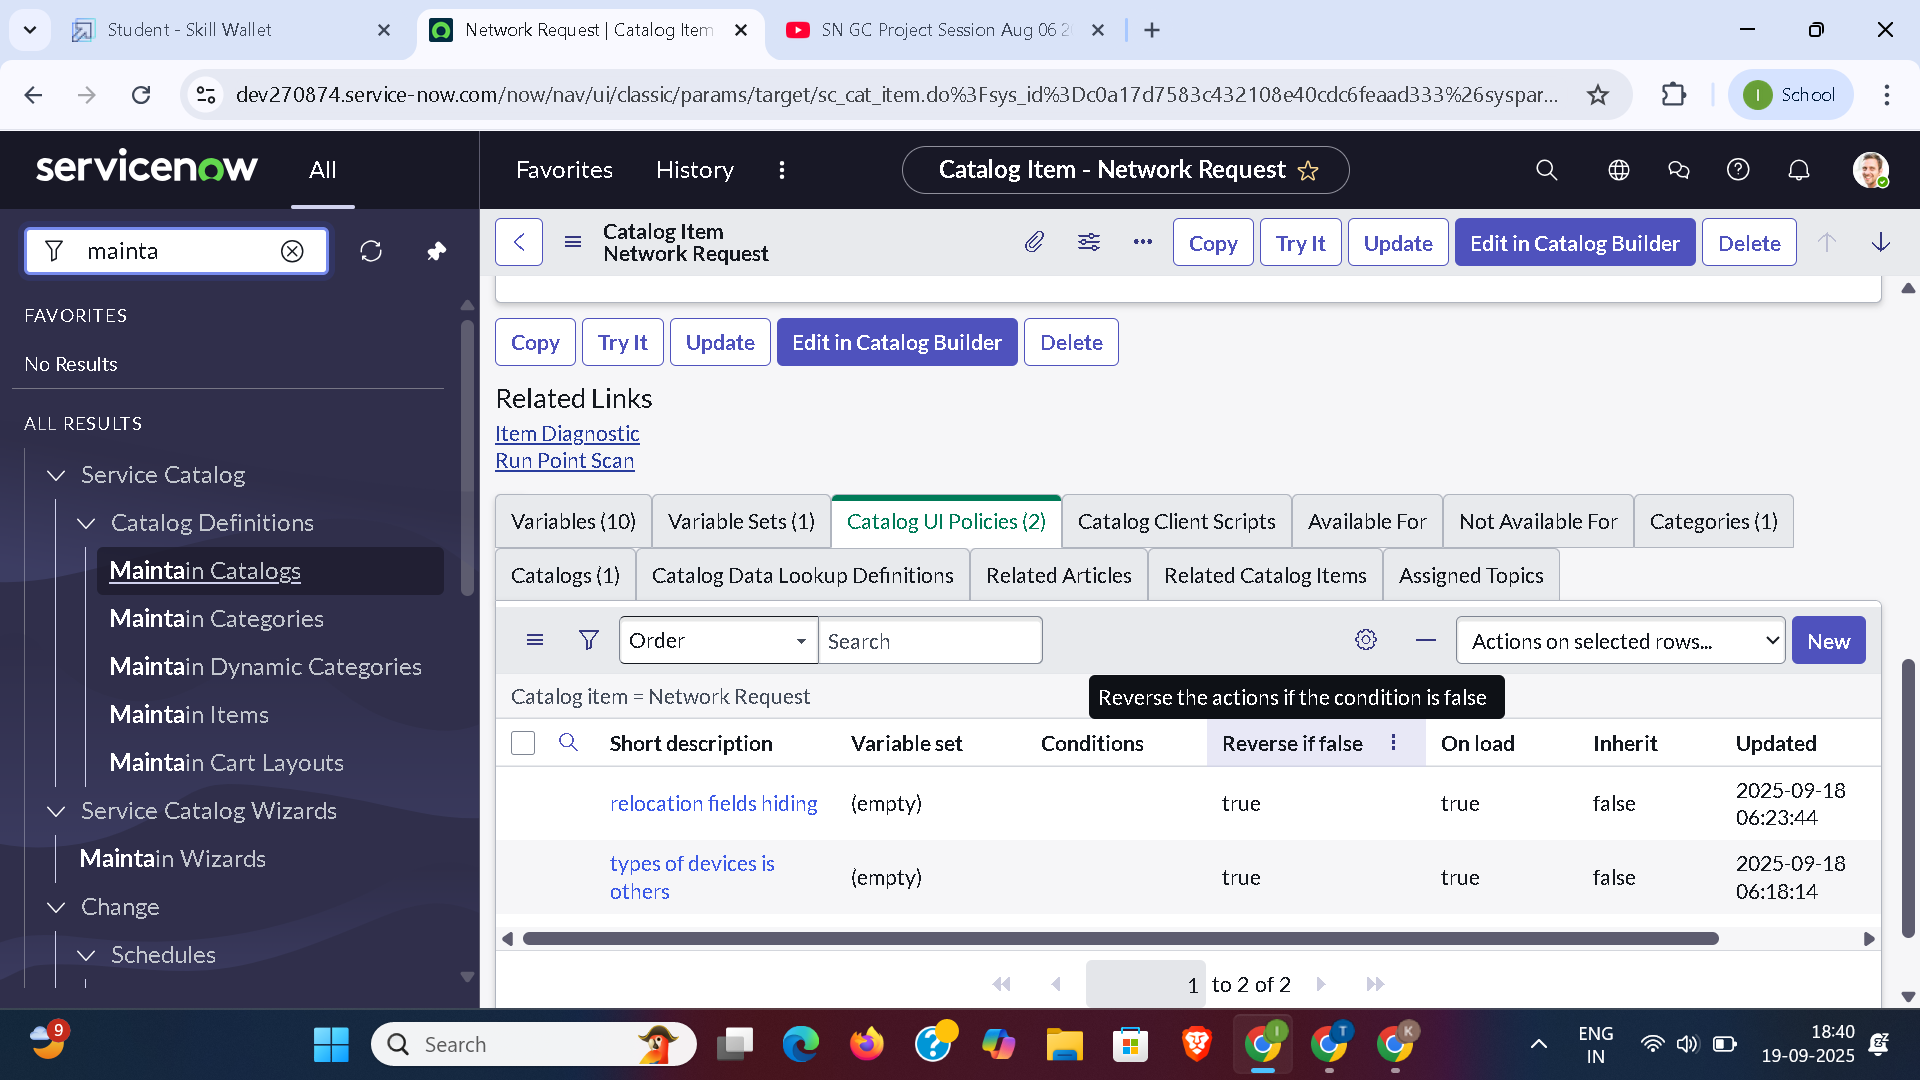 Student - Skill Wallet
Network Request | Catalog Item
SN GC Project Session Aug 06 2
dev270874.service-now.com/now/nav/ui/classic/params/target/sc_cat_item.do%3Fsys_id%3Dc0a17d7583c432108e40cdc6feaad333%26syspar...
I
School
servicenow
All
Favorites
History
Catalog Item - Network Request
mainta
Catalog Item
Network Request
Copy
Try It
Update
Edit in Catalog Builder
Delete
FAVORITES
No Results
ALL RESULTS
Service Catalog
Catalog Definitions
Maintain Catalogs
Maintain Categories
Maintain Dynamic Categories
Maintain Items
Maintain Cart Layouts
Service Catalog Wizards
Maintain Wizards
Change
Schedules
Copy
Try It
Update
Edit in Catalog Builder
Delete
Related Links
Item Diagnostic
Run Point Scan
Variables (10)
Variable Sets (1)
Catalog UI Policies (2)
Catalog Client Scripts
Available For
Not Available For
Categories (1)
Catalogs (1)
Catalog Data Lookup Definitions
Related Articles
Related Catalog Items
Assigned Topics
Order
Search
Actions on selected rows...
New
Catalog item = Network Request
Reverse the actions if the condition is false
Short description
Variable set
Conditions
Reverse if false
On load
Inherit
Updated
relocation fields hiding
(empty)
true
true
false
2025-09-18
06:23:44
types of devices is
others
(empty)
true
true
false
2025-09-18
06:18:14
1
to 2 of 2
9
Search
I
T
K
ENG
IN
18:40
19-09-2025